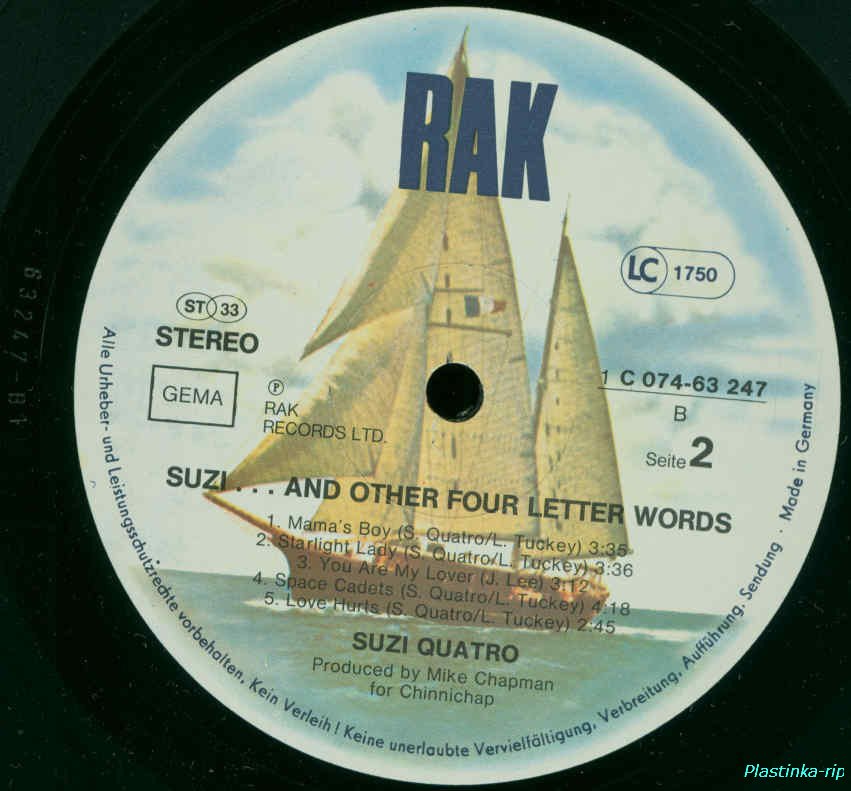 RAK
LC 1750
ST 33
STEREO
GEMA
℗
RAK
RECORDS LTD.
1 C 074-63 247
B
Seite 2
SUZI . . . AND OTHER FOUR LETTER WORDS
1. Mama's Boy (S. Quatro/L. Tuckey) 3:35
2. Starlight Lady (S. Quatro/L. Tuckey) 3:36
3. You Are My Lover (J. Lee) 3:12
4. Space Cadets (S. Quatro/L. Tuckey) 4:18
5. Love Hurts (S. Quatro/L. Tuckey) 2:45
SUZI QUATRO
Produced by Mike Chapman
for Chinnichap
Alle Urheber- und Leistungsschutzrechte vorbehalten. Kein Verleih! Keine unerlaubte Vervielfältigung, Verbreitung, Aufführung, Sendung · Made in Germany
63247-B1
Plastinka-rip